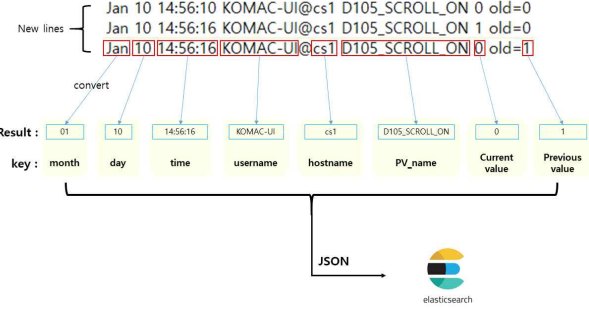 Jan 10 14:56:10 KOMAC-UI@cs1 D105_SCROLL_ON 0 old=0
New lines
Jan 10 14:56:16 KOMAC-UI@cs1 D105_SCROLL_ON 1 old=0
Jan 10 14:56:16 KOMAC-UI@cs1 D105_SCROLL_ON 0 old=1
convert
Result : 01 10 14:56:16 KOMAC-UI cs1 D105_SCROLL_ON 0 1
key : month day time username hostname PV_name Current value Previous value
JSON
elasticsearch